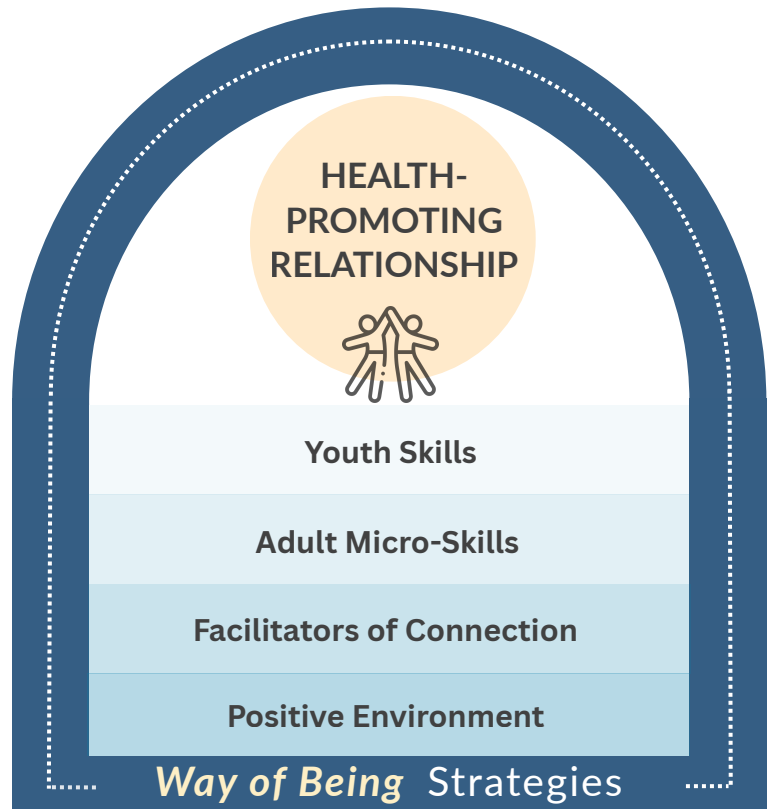 HEALTH-
PROMOTING
RELATIONSHIP
Youth Skills
Adult Micro-Skills
Facilitators of Connection
Positive Environment
Way of Being Strategies